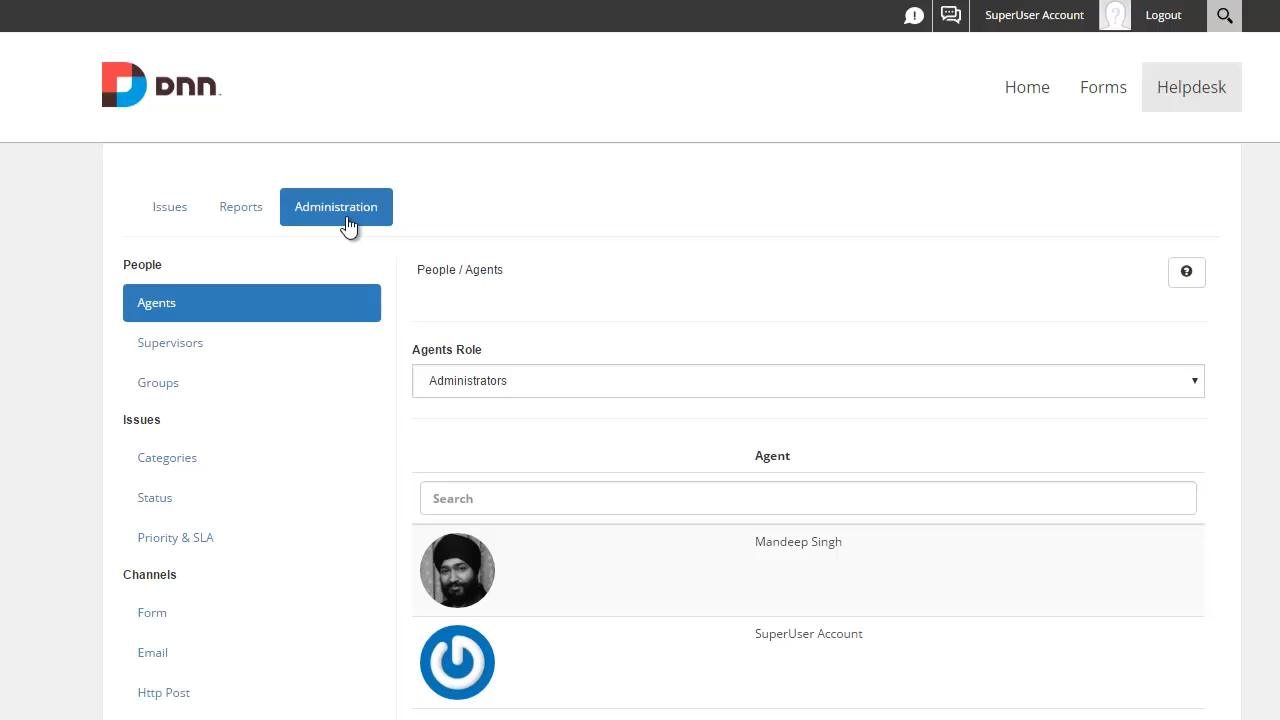 SuperUser Account
Logout
DNN
Home
Forms
Helpdesk
Issues
Reports
Administration
People
Agents
Supervisors
Groups
Issues
Categories
Status
Priority & SLA
Channels
Form
Email
Http Post
People / Agents
Agents Role
Administrators
Agent
Search
Mandeep Singh
SuperUser Account